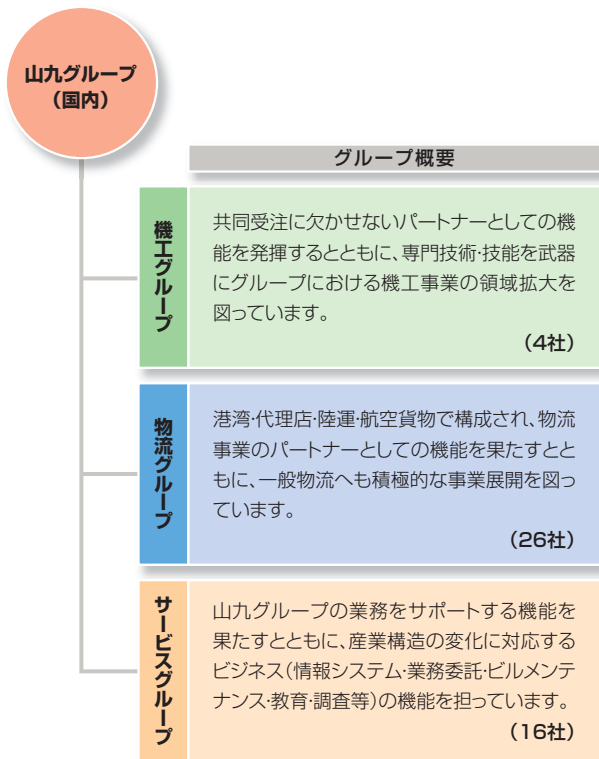 山九グループ
（国内）
グループ概要
機工グループ
共同受注に欠かせないパートナーとしての機
能を発揮するとともに、専門技術・技能を武器
にグループにおける機工事業の領域拡大を
図っています。
（4社）
物流グループ
港湾・代理店・陸運・航空貨物で構成され、物流
事業のパートナーとしての機能を果たすとと
もに、一般物流へも積極的な事業展開を図っ
ています。
（26社）
サービスグループ
山九グループの業務をサポートする機能を
果たすとともに、産業構造の変化に対応する
ビジネス（情報システム・業務委託・ビルメンテ
ナンス・教育・調査等）の機能を担っています。
（16社）